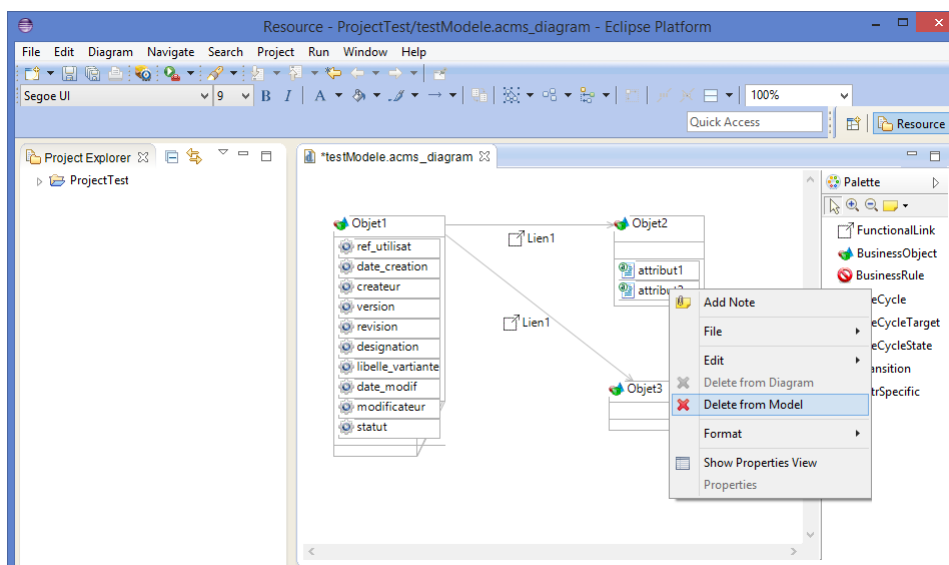 Resource - ProjectTest/testModele.acms_diagram - Eclipse Platform
File Edit Diagram Navigate Search Project Run Window Help
Segoe UI 9 B I A 100%
Quick Access Resource
Project Explorer
ProjectTest
*testModele.acms_diagram
Objet1
ref_utilisat
date_creation
createur
version
revision
designation
libelle_vartiante
date_modif
modificateur
statut
Lien1
Lien1
Objet2
attribut1
Objet3
Add Note
File
Edit
Delete from Diagram
Delete from Model
Format
Show Properties View
Properties
Palette
FunctionalLink
BusinessObject
BusinessRule
eCycle
eCycleTarget
eCycleState
ansition
trSpecific